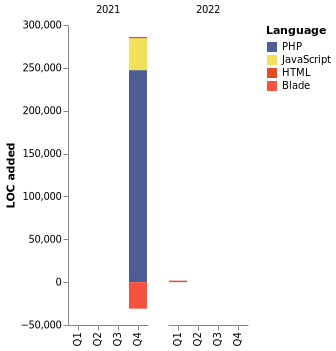 2021
2022
Language
PHP
JavaScript
HTML
Blade
LOC added
300,000
250,000
200,000
150,000
100,000
50,000
0
−50,000
Q1
Q2
Q3
Q4
Q1
Q2
Q3
Q4